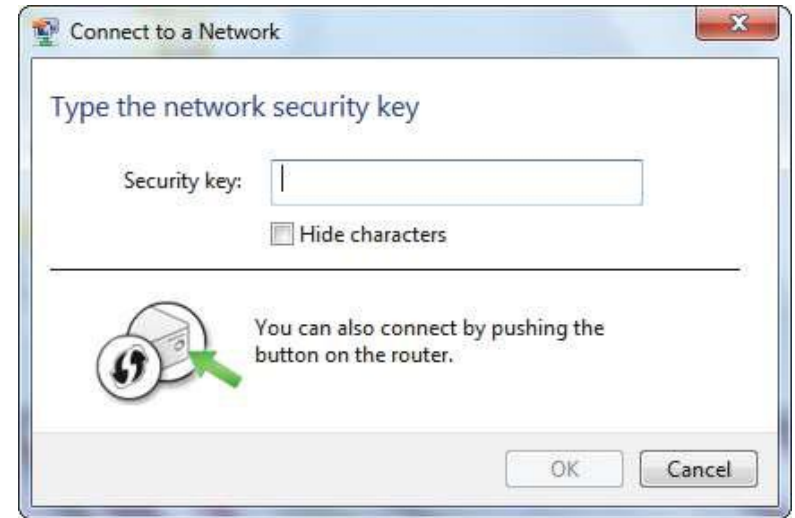 Connect to a Network
Type the network security key
Security key:
Hide characters
You can also connect by pushing the
button on the router.
OK
Cancel